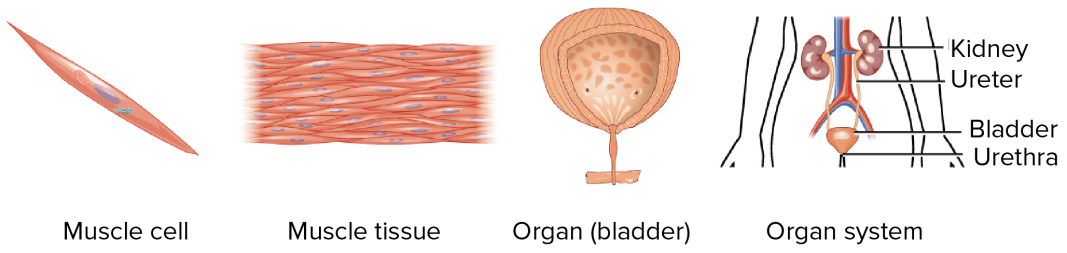 Kidney
Ureter
Bladder
Urethra
Muscle cell
Muscle tissue
Organ (bladder)
Organ system